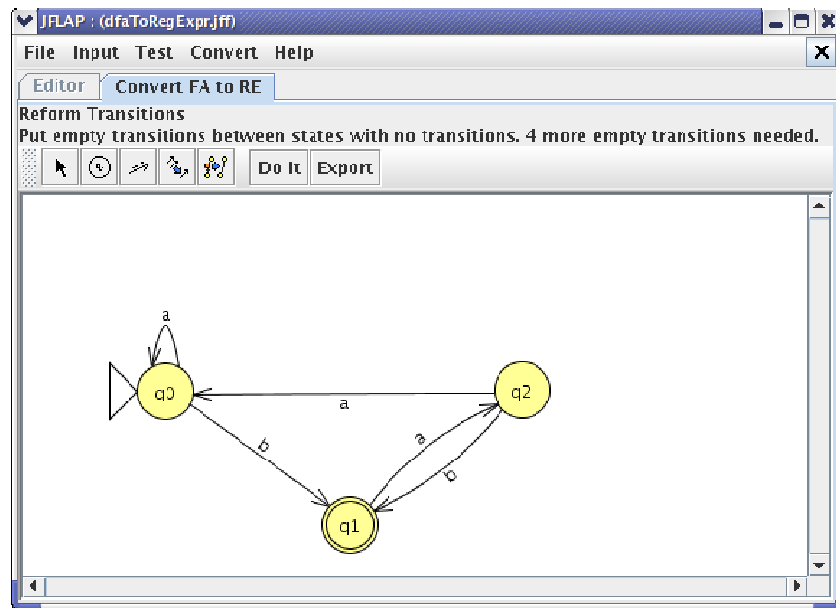 JFLAP : (dfaToRegExpr.jff)
File Input Test Convert Help
Editor Convert FA to RE
Reform Transitions
Put empty transitions between states with no transitions. 4 more empty transitions needed.
Do It Export
a
q0 q2
a
b a
b
q1